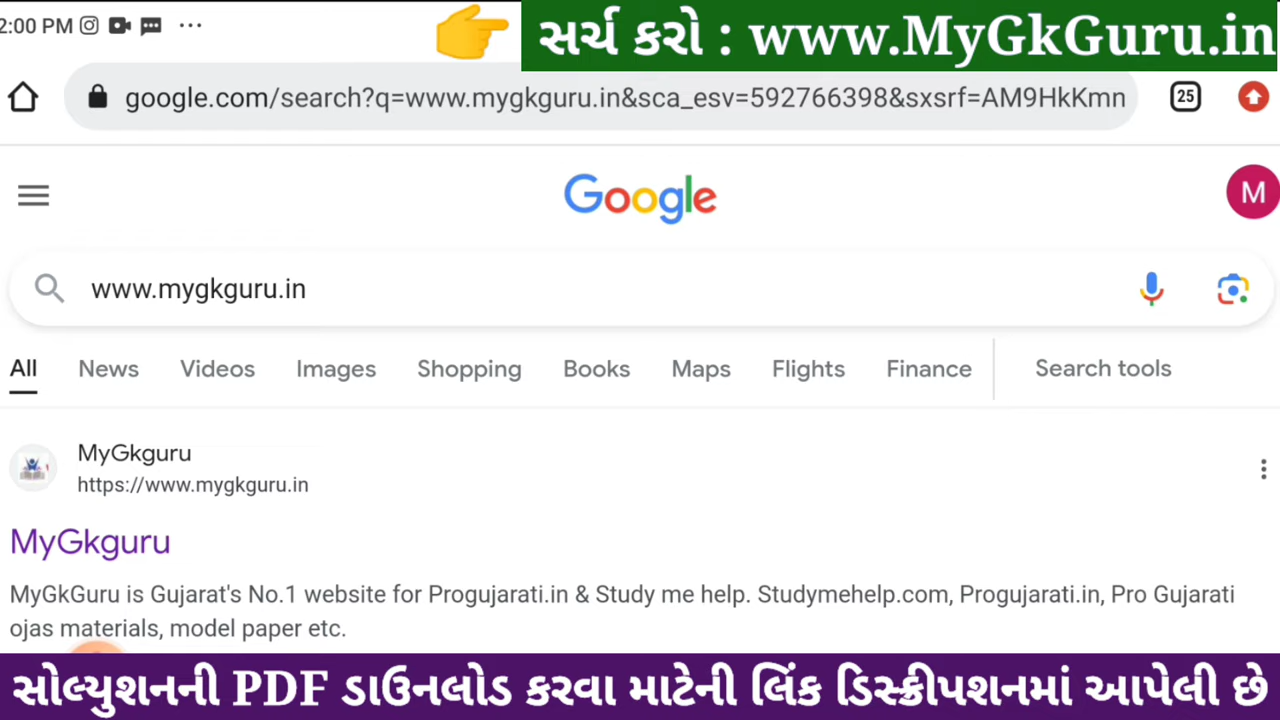 2:00 PM
સર્ચ કરો : www.MyGkGuru.in
google.com/search?q=www.mygkguru.in&sca_esv=592766398&sxsrf=AM9HkKmn
25
Google
M
www.mygkguru.in
All News Videos Images Shopping Books Maps Flights Finance Search tools
MyGkguru
https://www.mygkguru.in
MyGkguru
MyGkGuru is Gujarat's No.1 website for Progujarati.in & Study me help. Studymehelp.com, Progujarati.in, Pro Gujarati
ojas materials, model paper etc.
સોલ્યુશનની PDF ડાઉનલોડ કરવા માટેની લિંક ડિસ્ક્રીપશનમાં આપેલી છે